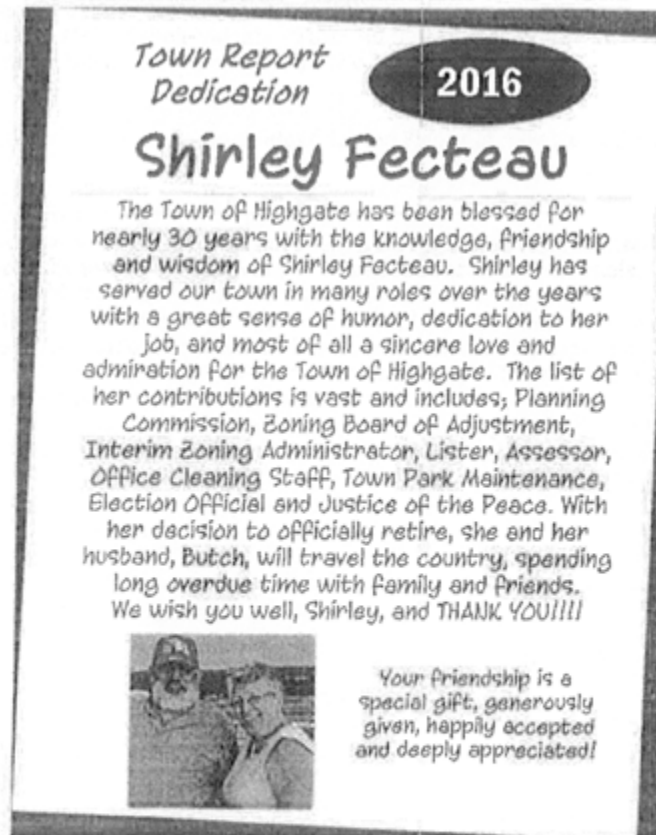 Town Report
Dedication
2016
Shirley Fecteau
The Town of Highgate has been blessed for
nearly 30 years with the knowledge, friendship
and wisdom of Shirley Fecteau. Shirley has
served our town in many roles over the years
with a great sense of humor, dedication to her
job, and most of all a sincere love and
admiration for the Town of Highgate. The list of
her contributions is vast and includes; Planning
Commission, Zoning Board of Adjustment,
Interim Zoning Administrator, Lister, Assessor,
Office Cleaning Staff, Town Park Maintenance,
Election Official and Justice of the Peace. With
her decision to officially retire, she and her
husband, Butch, will travel the country, spending
long overdue time with family and friends.
We wish you well, Shirley, and THANK YOU!!!!
Your friendship is a
special gift, generously
given, happily accepted
and deeply appreciated!